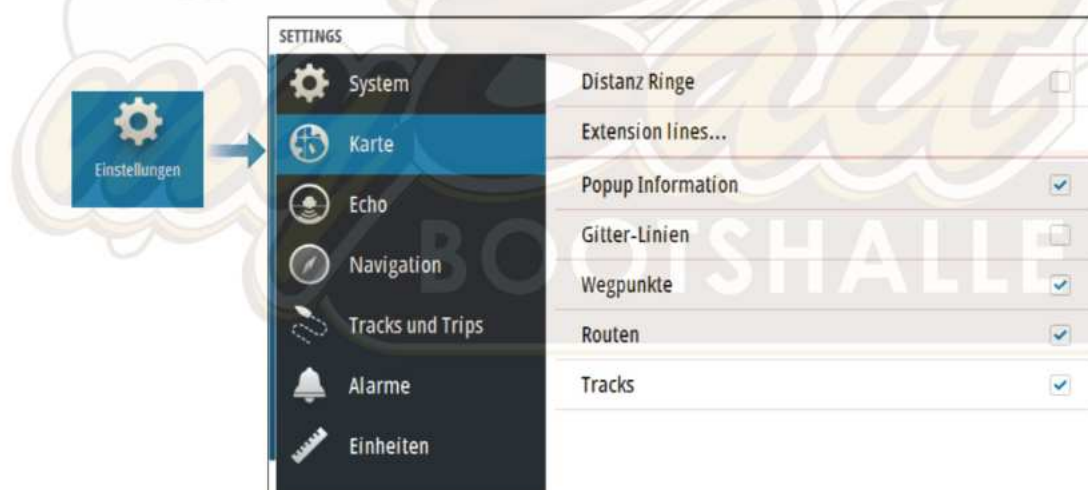 SETTINGS
Einstellungen
System
Karte
Echo
Navigation
Tracks und Trips
Alarme
Einheiten
Distanz Ringe
Extension lines...
Popup Information
Gitter-Linien
Wegpunkte
Routen
Tracks
BOOTSHALLE